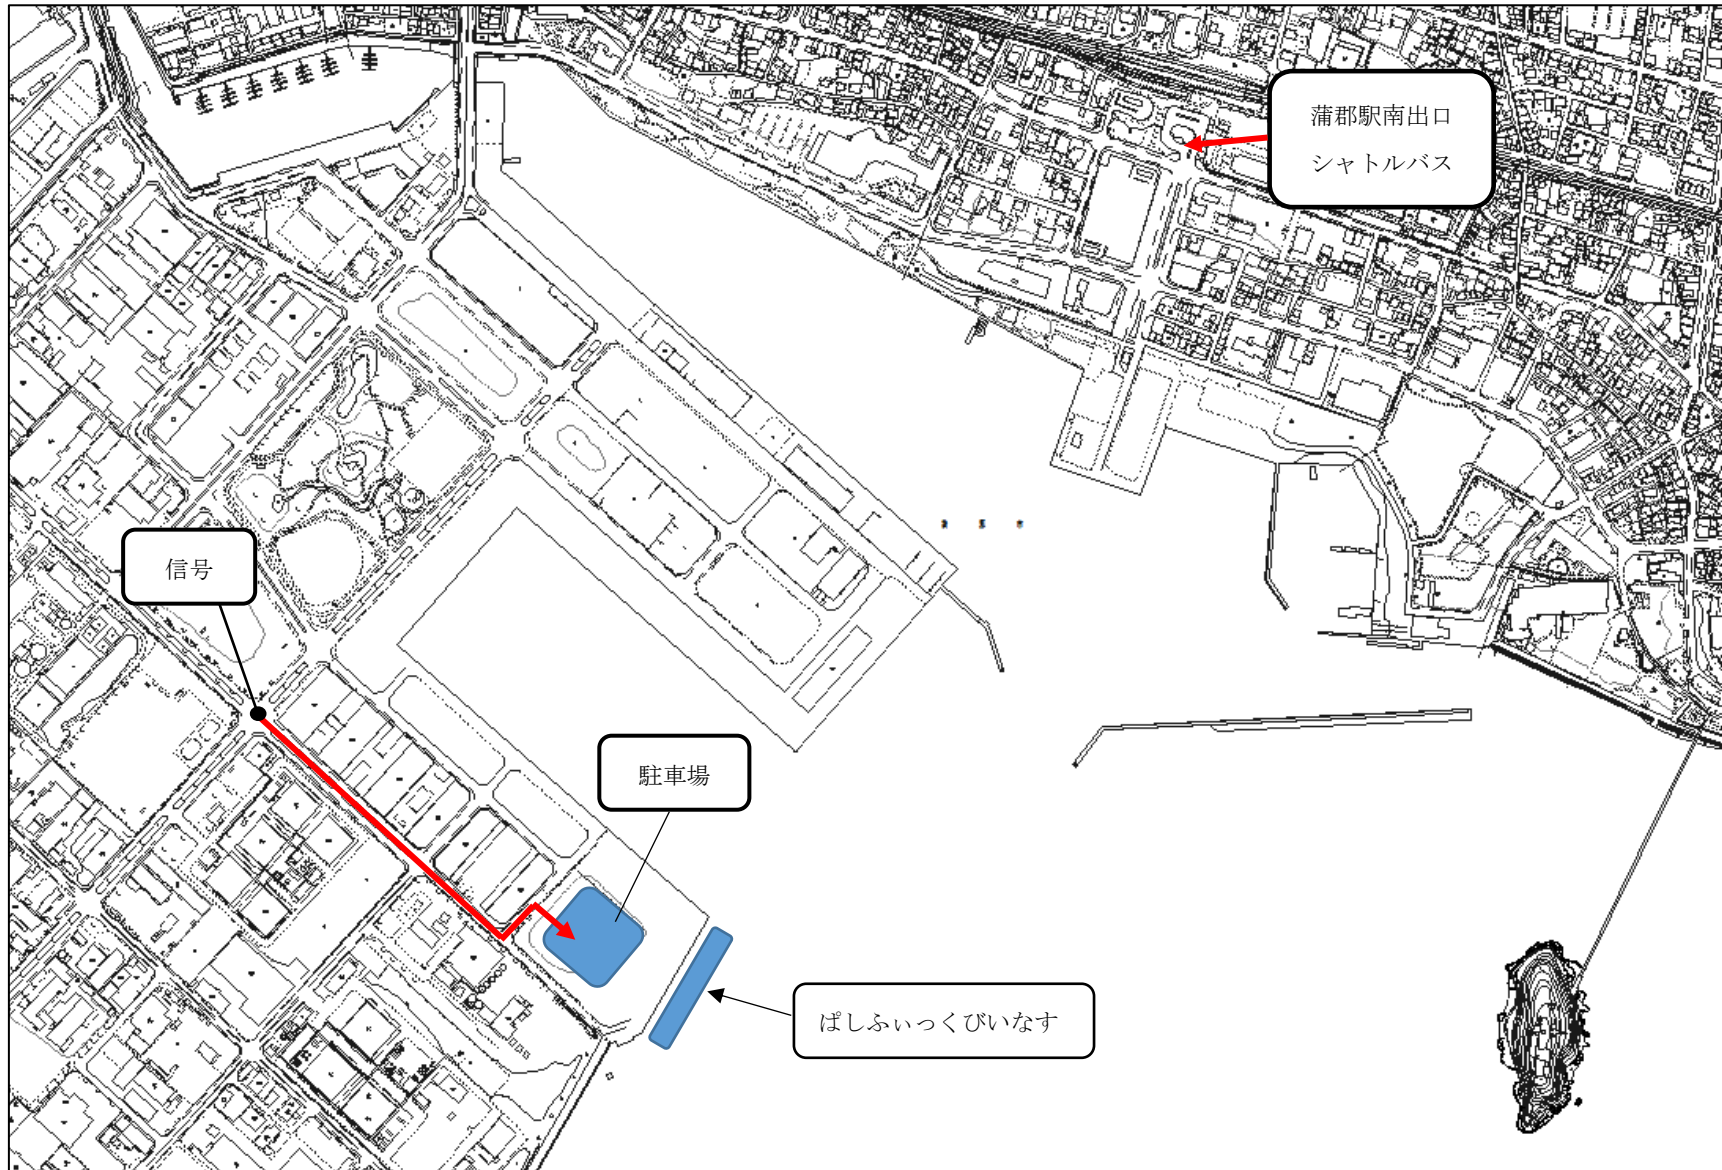 蒲郡駅南出口
シャトルバス
信号
駐車場
ぱしふぃっくびいなす